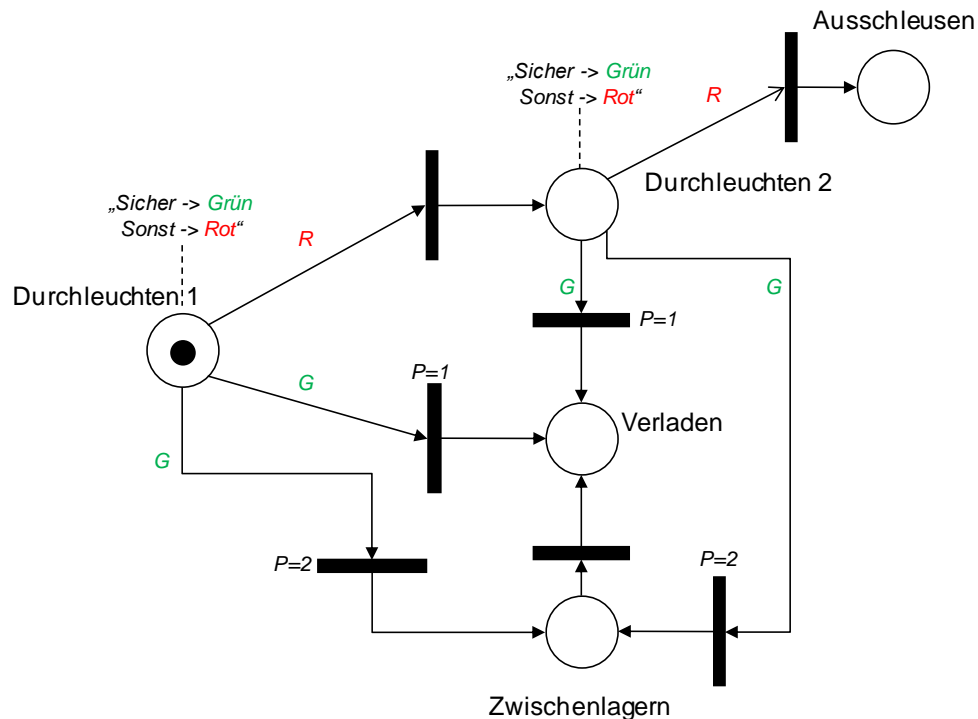 Ausschleusen
„Sicher -> Grün
Sonst -> Rot“
R
Durchleuchten 2
„Sicher -> Grün
Sonst -> Rot“
R
Durchleuchten 1
G
G
P=1
P=1
G
Verladen
G
P=2
P=2
Zwischenlagern